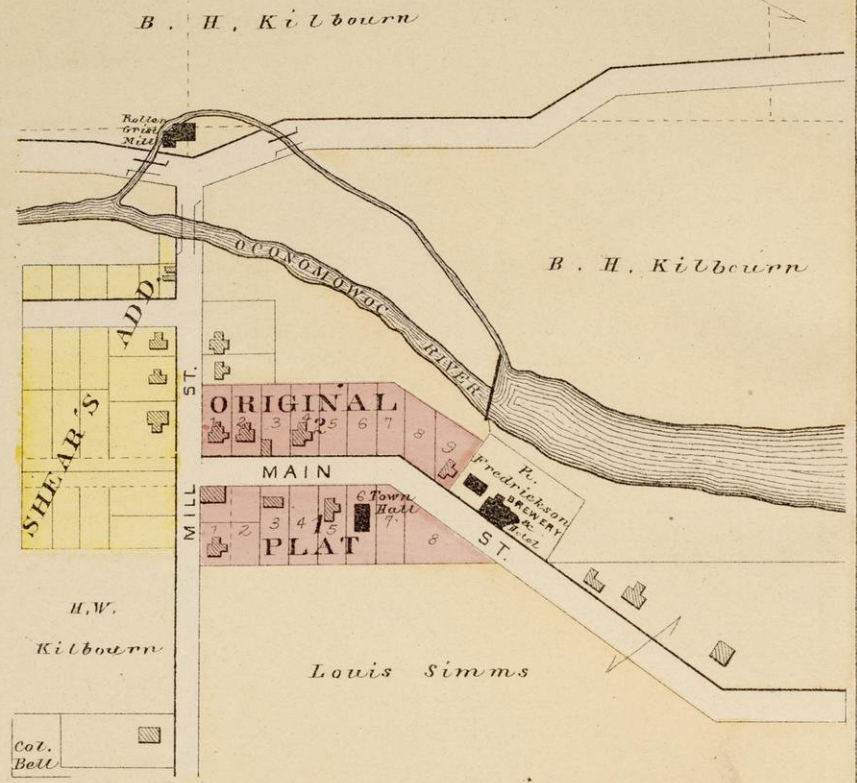 B. H. Kilbourn
Roller
Grist
Mill
OCONOMOWOC RIVER
B. H. Kilbourn
SHEAR'S ADD.
MILL ST.
ORIGINAL
1 2 3 4 5 6 7 8 9
2
MAIN ST.
R.
Fredrickson
BREWERY
&
Hotel
6 Town
Hall
1 2 3 4 5 7 8
1
PLAT
H.W.
Kilbourn
Louis Simms
Col.
Bell